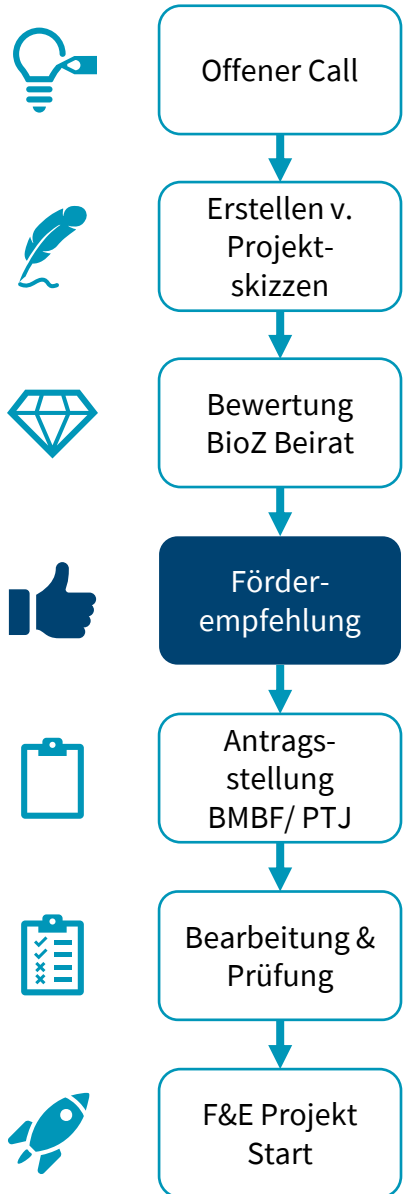 Offener Call
Erstellen v.
Projekt-
skizzen
Bewertung
BioZ Beirat
Förder-
empfehlung
Antrags-
stellung
BMBF/ PTJ
Bearbeitung &
Prüfung
F&E Projekt
Start